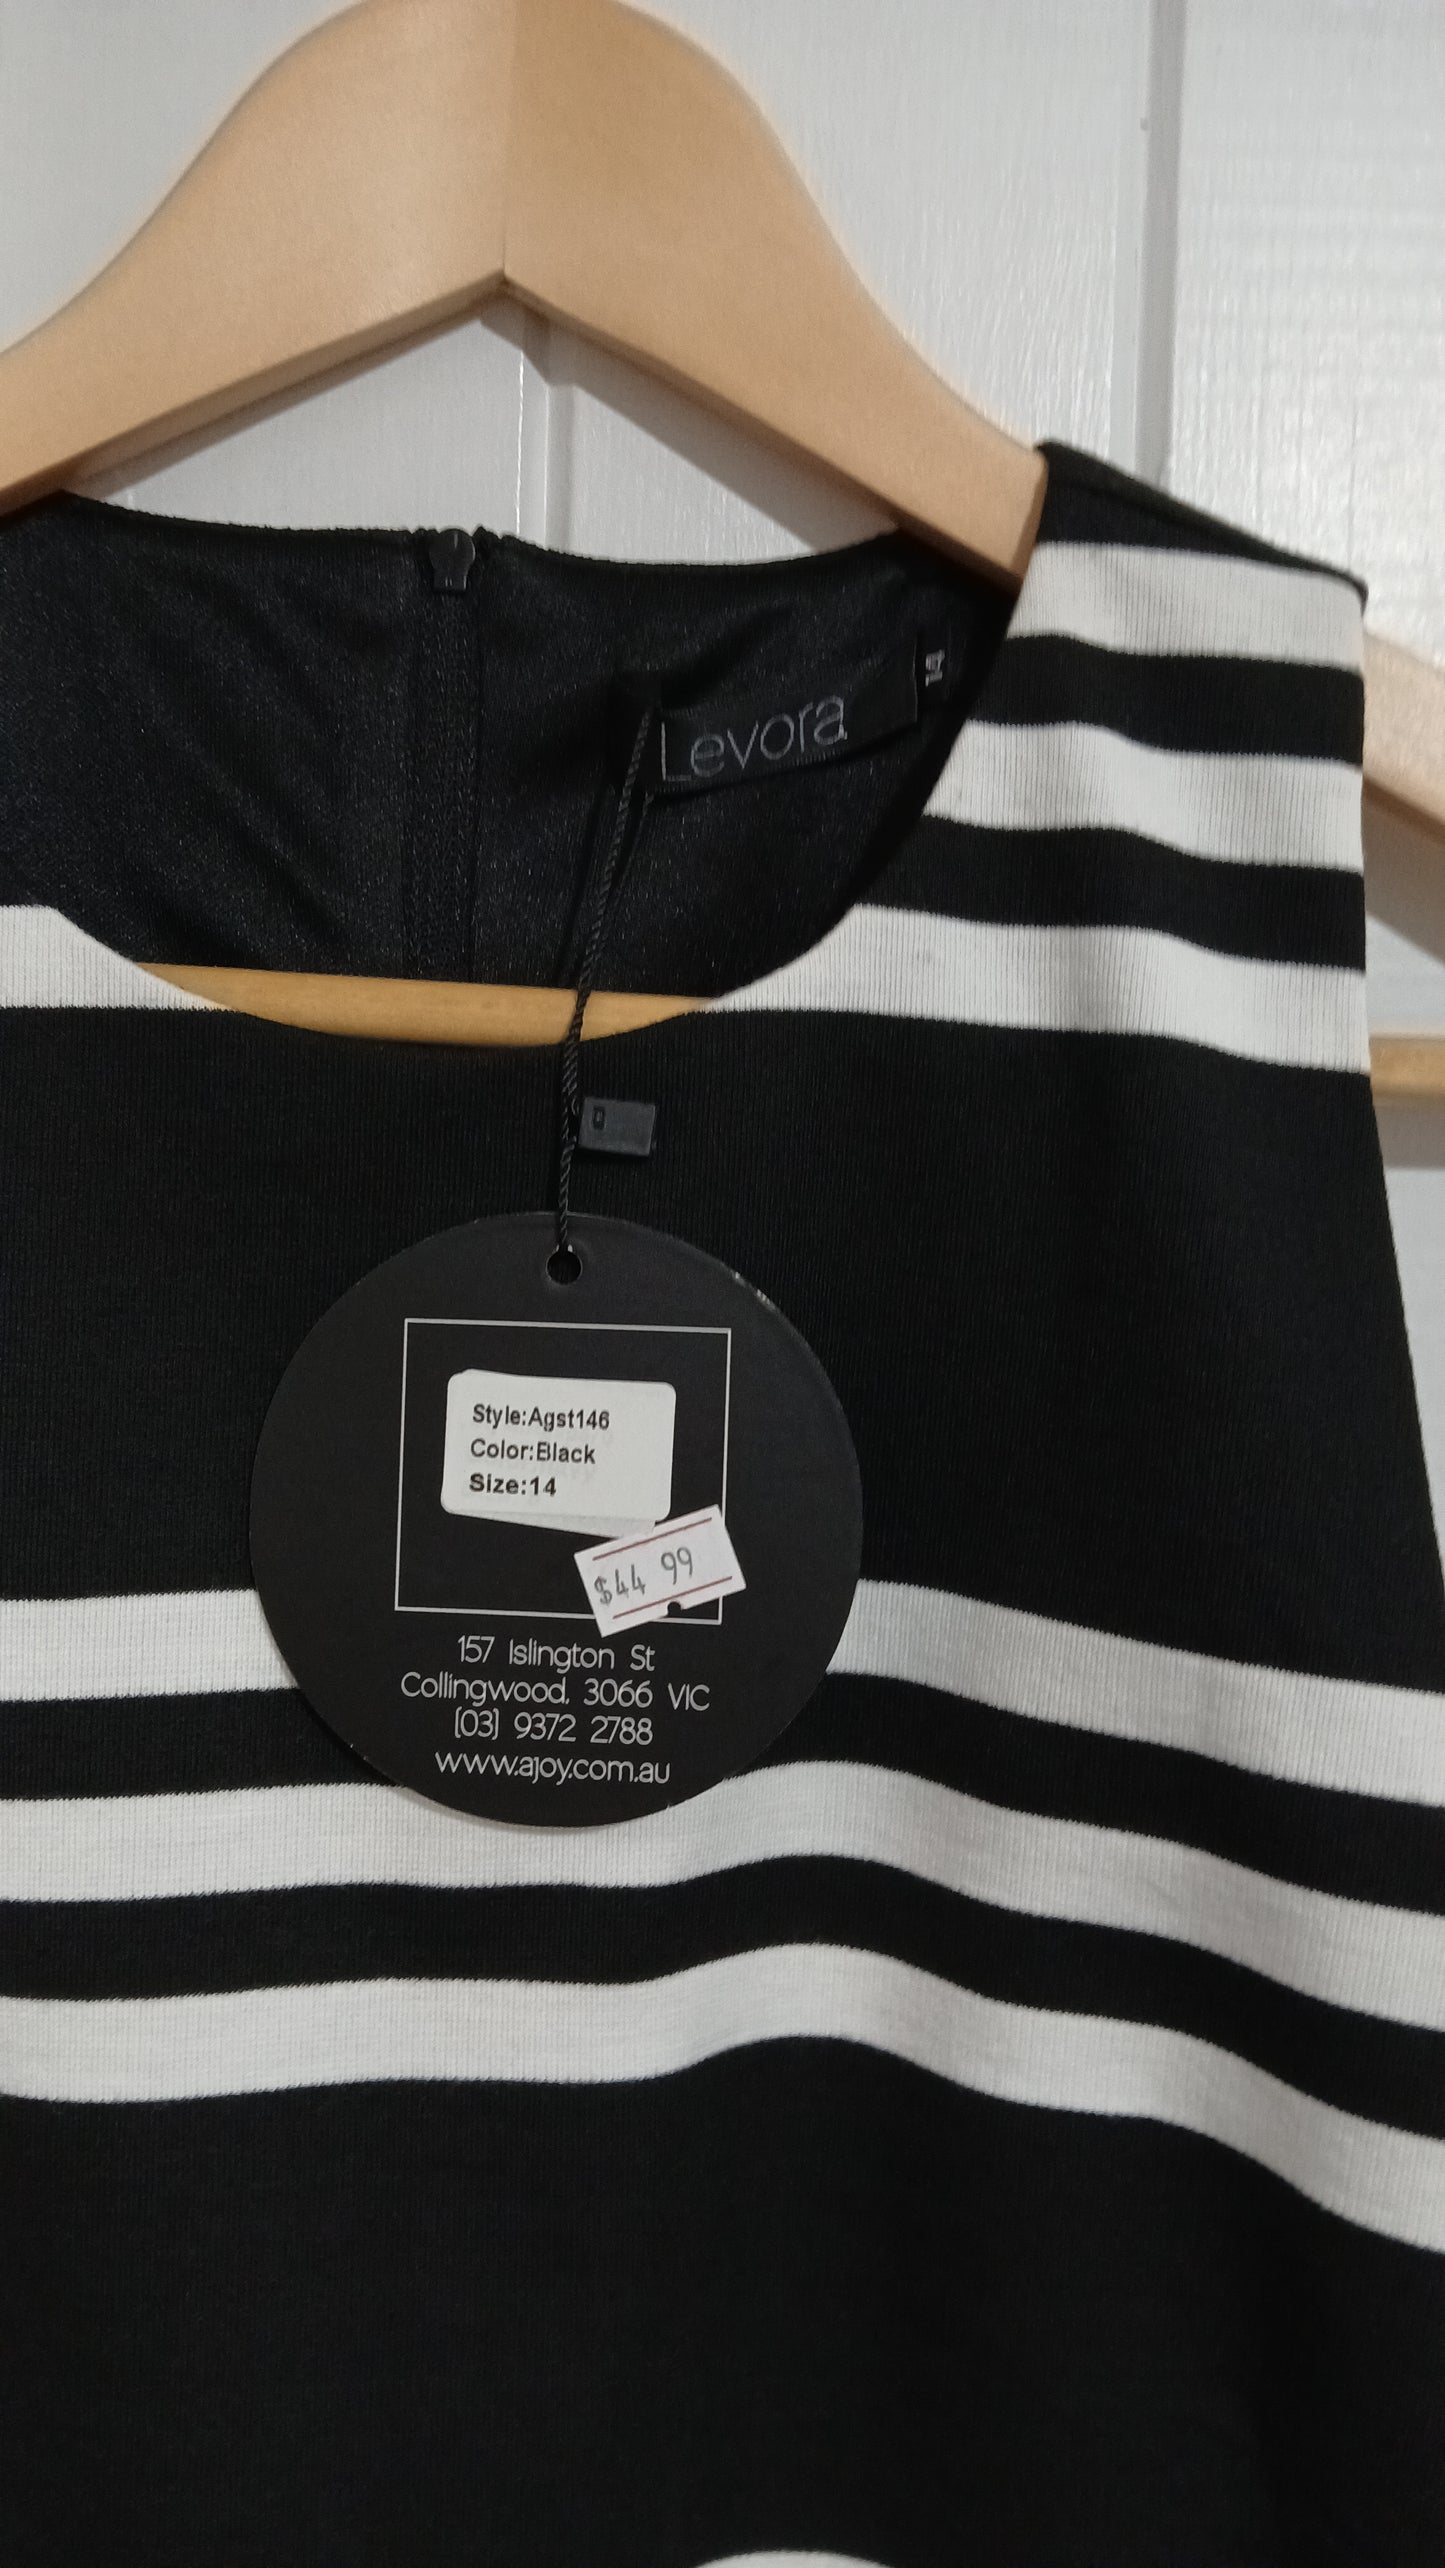 Levora
14
Style:Agst146
Color:Black
Size:14
$44 99
157 Islington St
Collingwood, 3066 VIC
(03) 9372 2788
www.ajoy.com.au